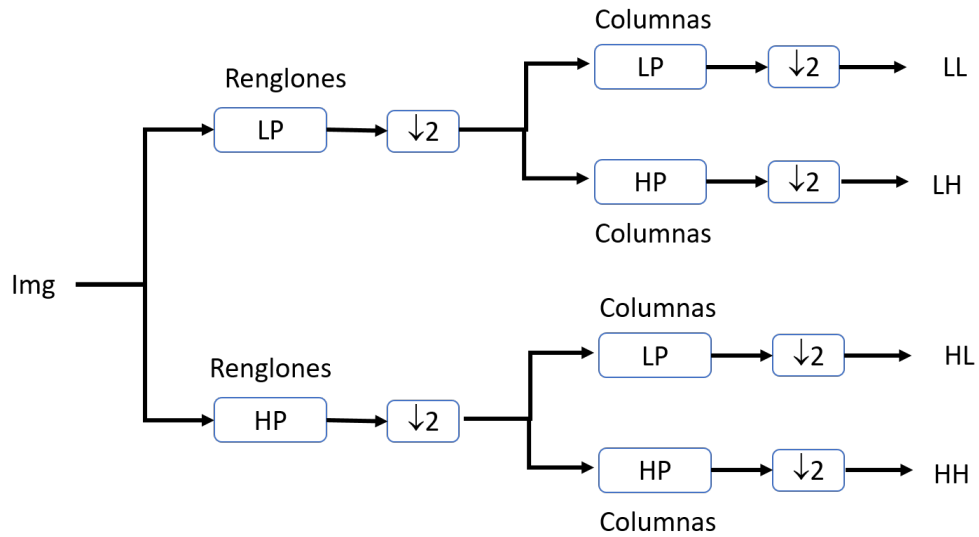 Columnas
LP
↓2
LL
Renglones
LP
↓2
HP
↓2
LH
Columnas
Img
Columnas
LP
↓2
HL
Renglones
HP
↓2
HP
↓2
HH
Columnas